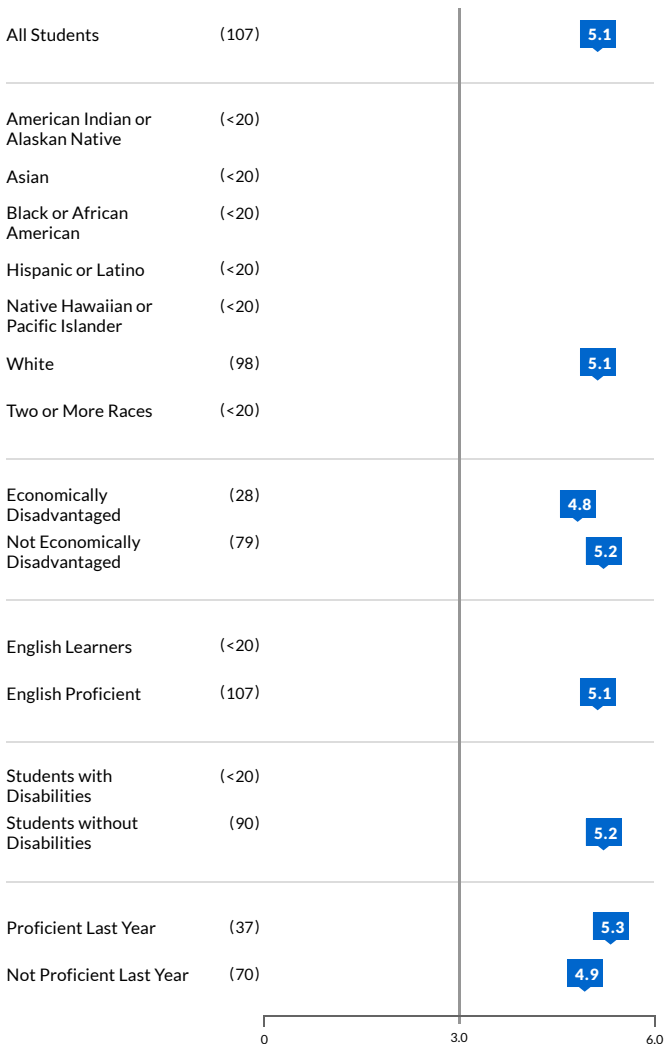 All Students (107) 5.1
American Indian or (<20)
Alaskan Native
Asian (<20)
Black or African (<20)
American
Hispanic or Latino (<20)
Native Hawaiian or (<20)
Pacific Islander
White (98) 5.1
Two or More Races (<20)
Economically (28) 4.8
Disadvantaged
Not Economically (79) 5.2
Disadvantaged
English Learners (<20)
English Proficient (107) 5.1
Students with (<20)
Disabilities
Students without (90) 5.2
Disabilities
Proficient Last Year (37) 5.3
Not Proficient Last Year (70) 4.9
0 3.0 6.0